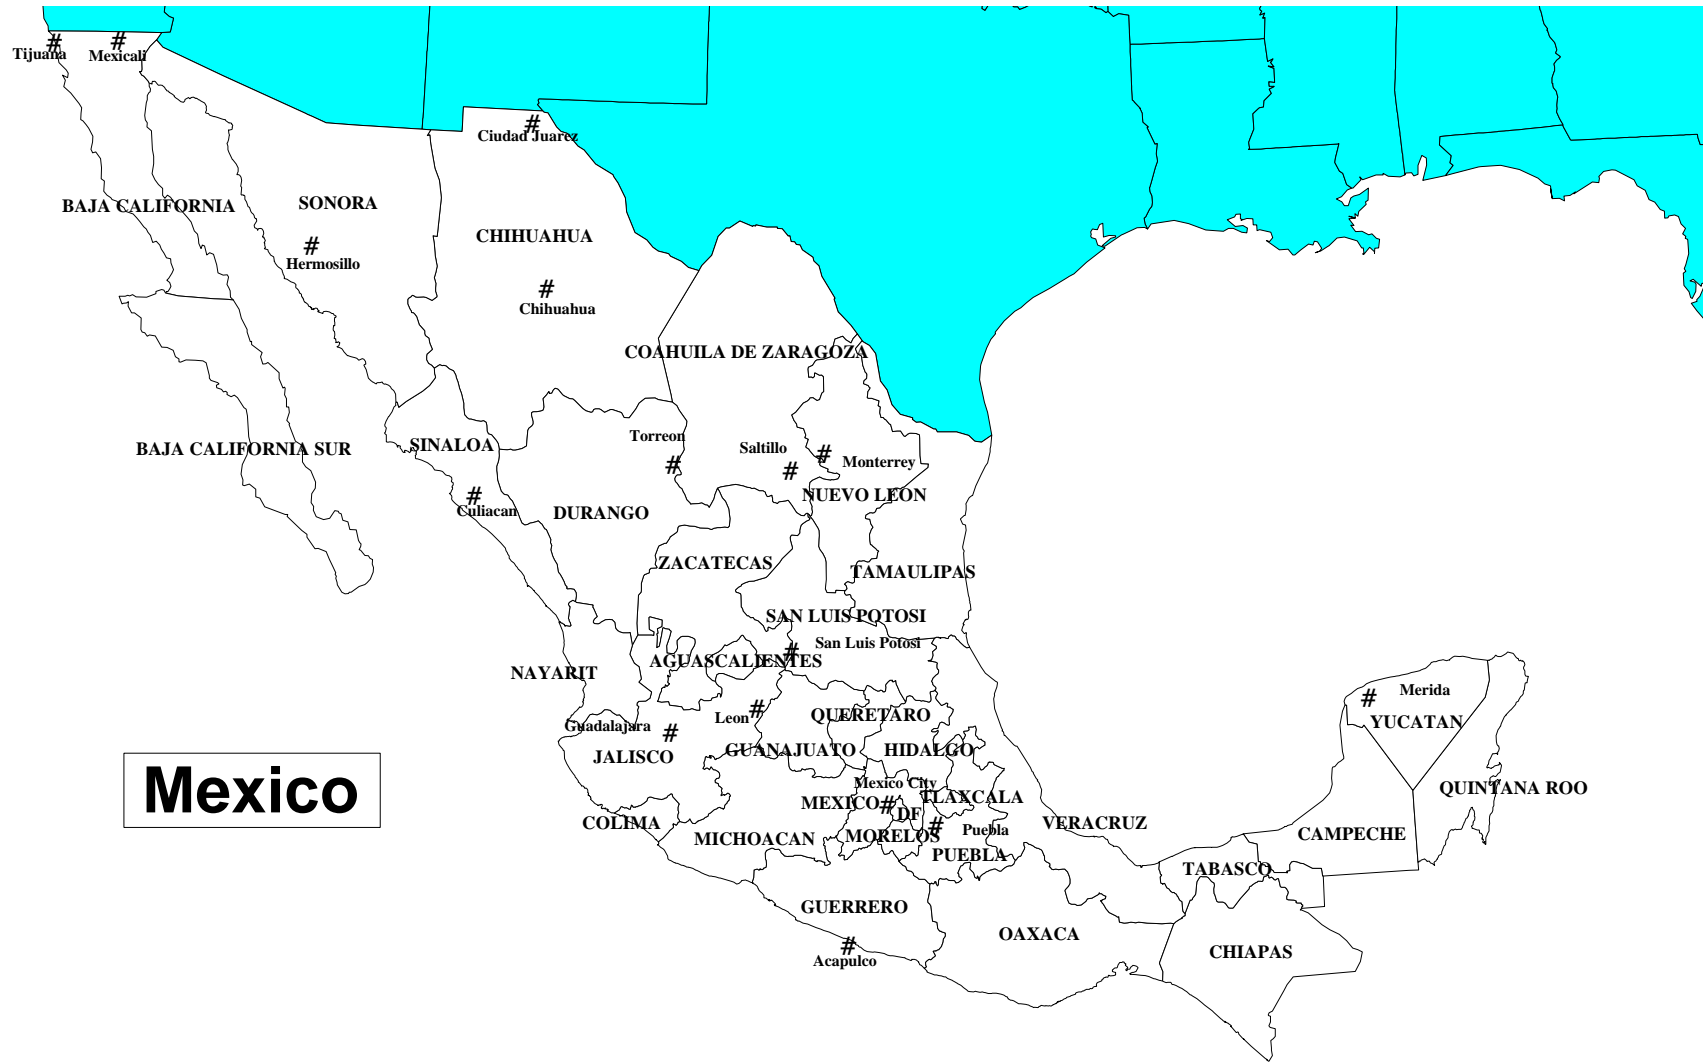 #
#
Tijuana
Mexicali
#
Ciudad Juarez
BAJA CALIFORNIA
SONORA
CHIHUAHUA
#
Hermosillo
#
Chihuahua
COAHUILA DE ZARAGOZA
BAJA CALIFORNIA SUR
SINALOA
Torreon
#
Saltillo
#
#
Monterrey
#
Culiacan
NUEVO LEON
DURANGO
ZACATECAS
TAMAULIPAS
SAN LUIS POTOSI
#
San Luis Potosi
AGUASCALIENTES
NAYARIT
#
Merida
YUCATAN
Guadalajara
#
Leon
#
QUERETARO
JALISCO
GUANAJUATO
HIDALGO
Mexico
Mexico City
QUINTANA ROO
MEXICO
#
TLAXCALA
DF
COLIMA
MICHOACAN
MORELOS
#
Puebla
VERACRUZ
CAMPECHE
PUEBLA
TABASCO
GUERRERO
OAXACA
#
Acapulco
CHIAPAS